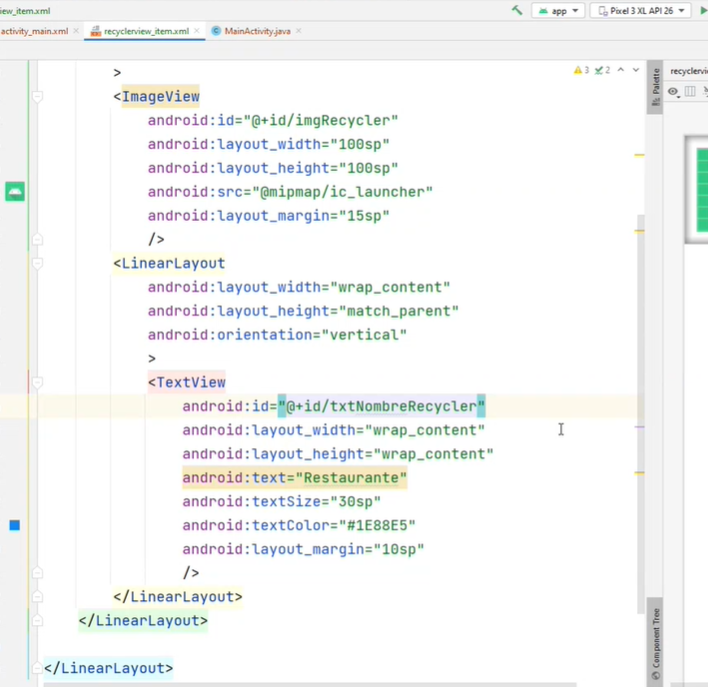 ew_item.xml
app
Pixel 3 XL API 26
activity_main.xml
recyclerview_item.xml
MainActivity.java
>
3
2
Palette
recyclervi
<ImageView
android:id="@+id/imgRecycler"
android:layout_width="100sp"
android:layout_height="100sp"
android:src="@mipmap/ic_launcher"
android:layout_margin="15sp"
/>
<LinearLayout
android:layout_width="wrap_content"
android:layout_height="match_parent"
android:orientation="vertical"
>
<TextView
android:id="@+id/txtNombreRecycler"
android:layout_width="wrap_content"
android:layout_height="wrap_content"
android:text="Restaurante"
android:textSize="30sp"
android:textColor="#1E88E5"
android:layout_margin="10sp"
/>
</LinearLayout>
</LinearLayout>
Component Tree
</LinearLayout>